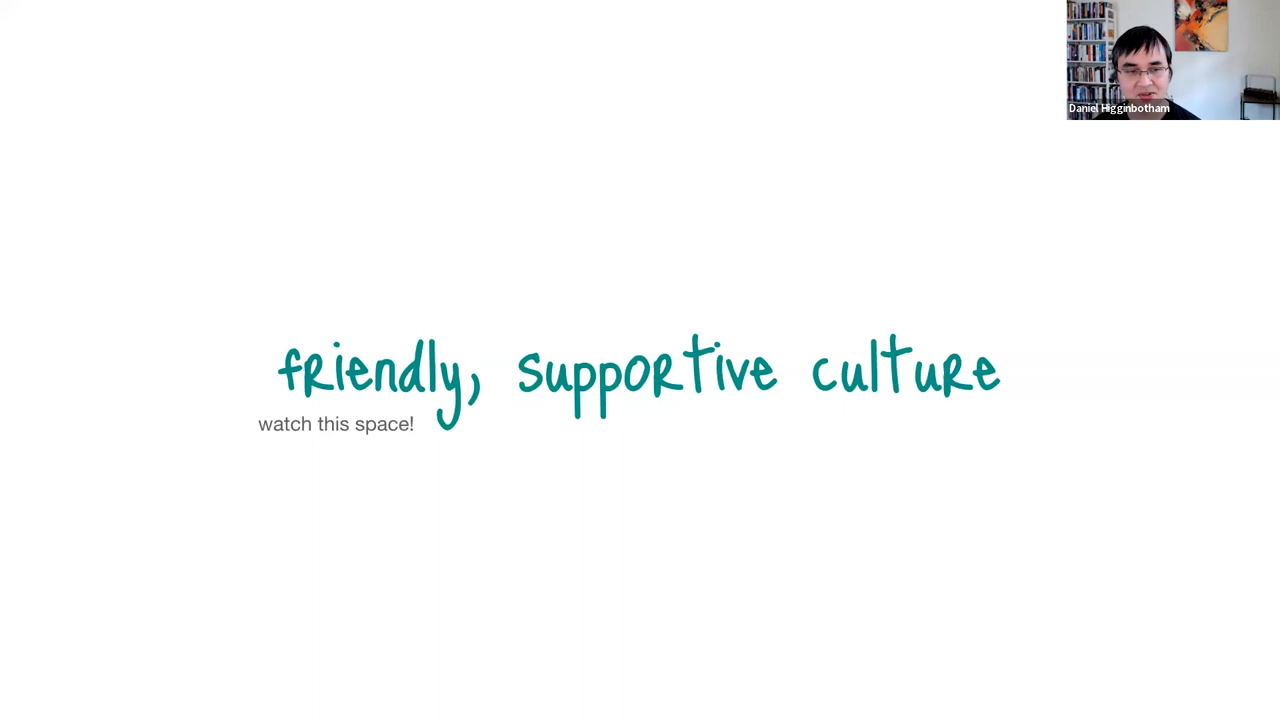 Daniel Higginbotham
friendly, supportive culture
watch this space!